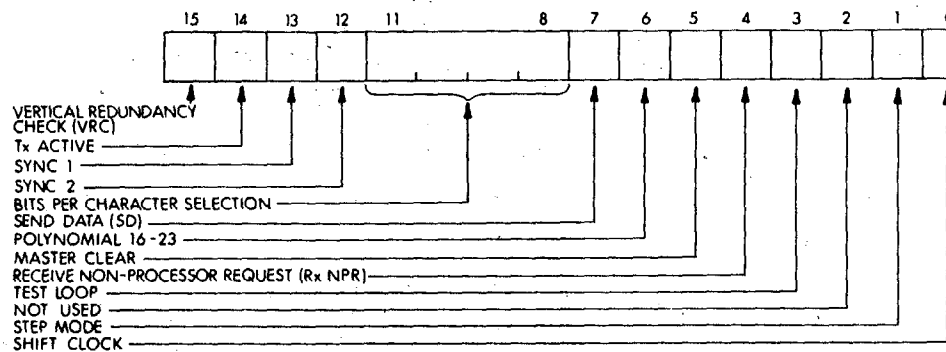 15 14 13 12 11 8 7 6 5 4 3 2 1
VERTICAL REDUNDANCY
CHECK (VRC)
Tx ACTIVE
SYNC 1
SYNC 2
BITS PER CHARACTER SELECTION
SEND DATA (SD)
POLYNOMIAL 16-23
MASTER CLEAR
RECEIVE NON-PROCESSOR REQUEST (Rx NPR)
TEST LOOP
NOT USED
STEP MODE
SHIFT CLOCK